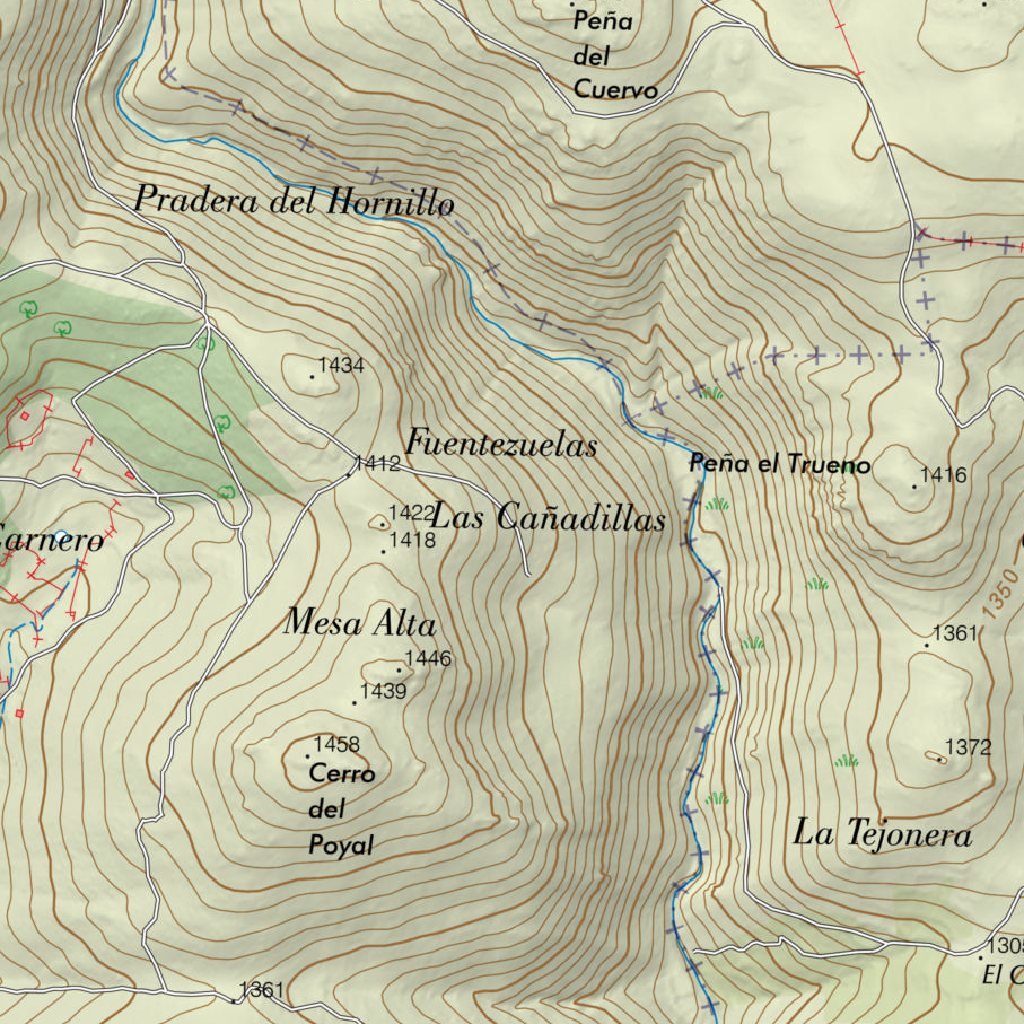 Peña
del
Cuervo
Pradera del Hornillo
1434
Fuentezuelas
1412
Peña el Trueno
1416
1422
Las Cañadillas
1418
Carnero
1350
Mesa Alta
1361
1446
1439
1458
1372
Cerro
del
Poyal
La Tejonera
1305
El
1361